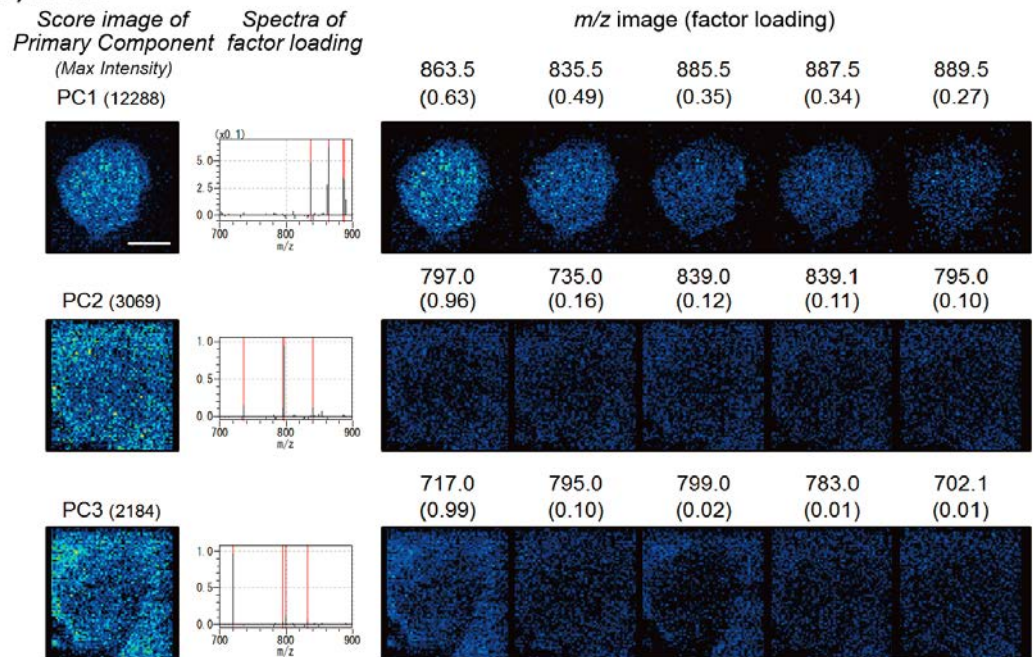 Score image of Spectra of m/z image (factor loading)
Primary Component factor loading
(Max Intensity) 863.5 835.5 885.5 887.5 889.5
PC1 (12288) (0.63) (0.49) (0.35) (0.34) (0.27)
(x0.1)
5.0
2.5
0.0
700 800 900
m/z
797.0 735.0 839.0 839.1 795.0
PC2 (3069) (0.96) (0.16) (0.12) (0.11) (0.10)
1.0
0.5
0.0
700 800 900
m/z
717.0 795.0 799.0 783.0 702.1
PC3 (2184) (0.99) (0.10) (0.02) (0.01) (0.01)
1.0
0.5
0.0
700 800 900
m/z